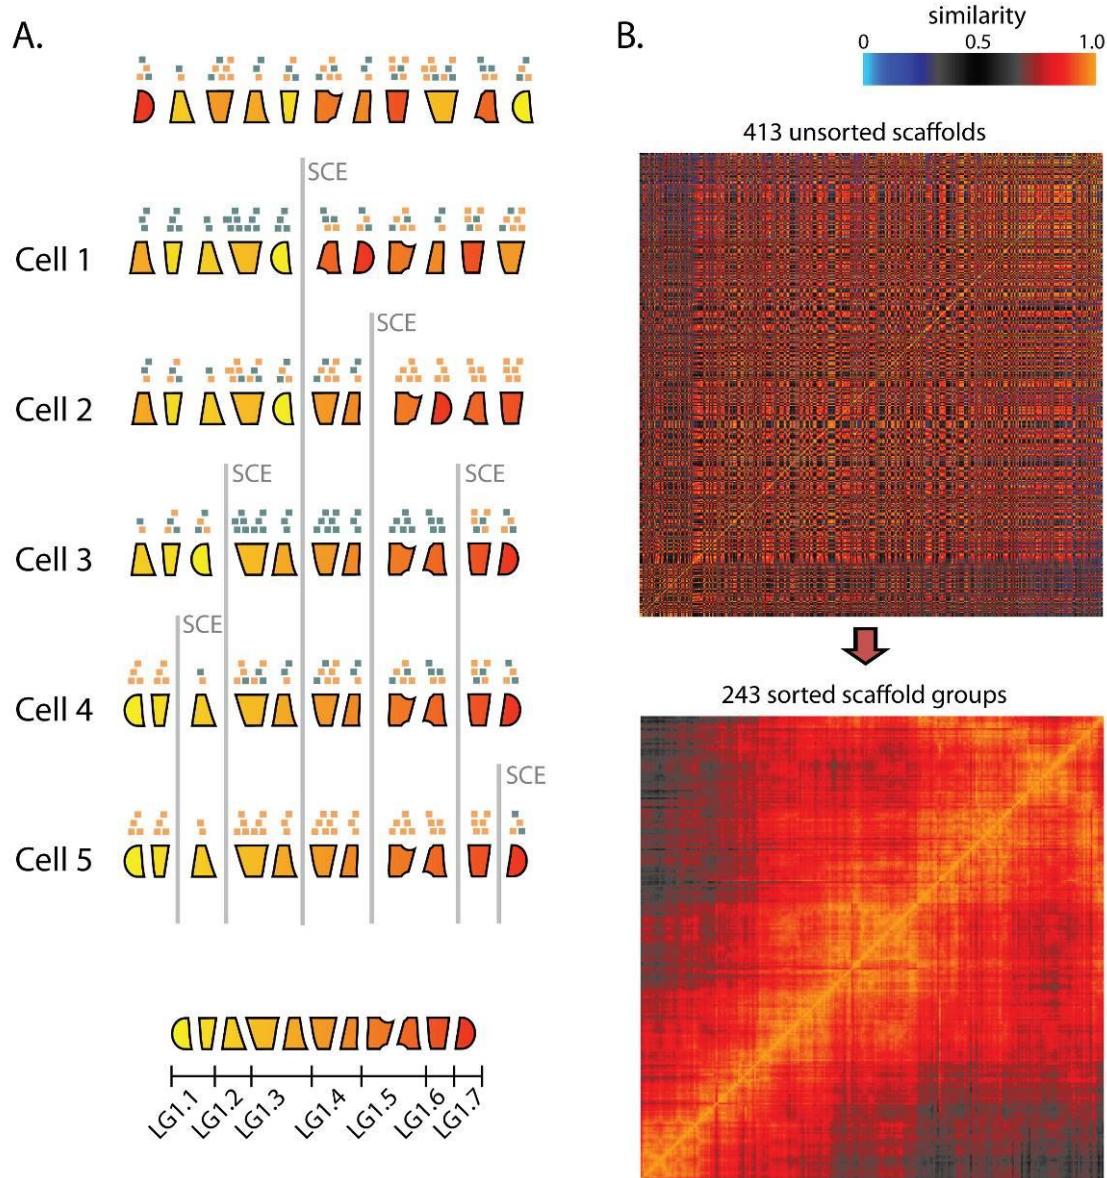 A.
SCE
Cell 1
SCE
Cell 2
SCE
SCE
Cell 3
SCE
Cell 4
SCE
Cell 5
LG1.1
LG1.2
LG1.3
LG1.4
LG1.5
LG1.6
LG1.7
B.
similarity
0 0.5 1.0
413 unsorted scaffolds
243 sorted scaffold groups